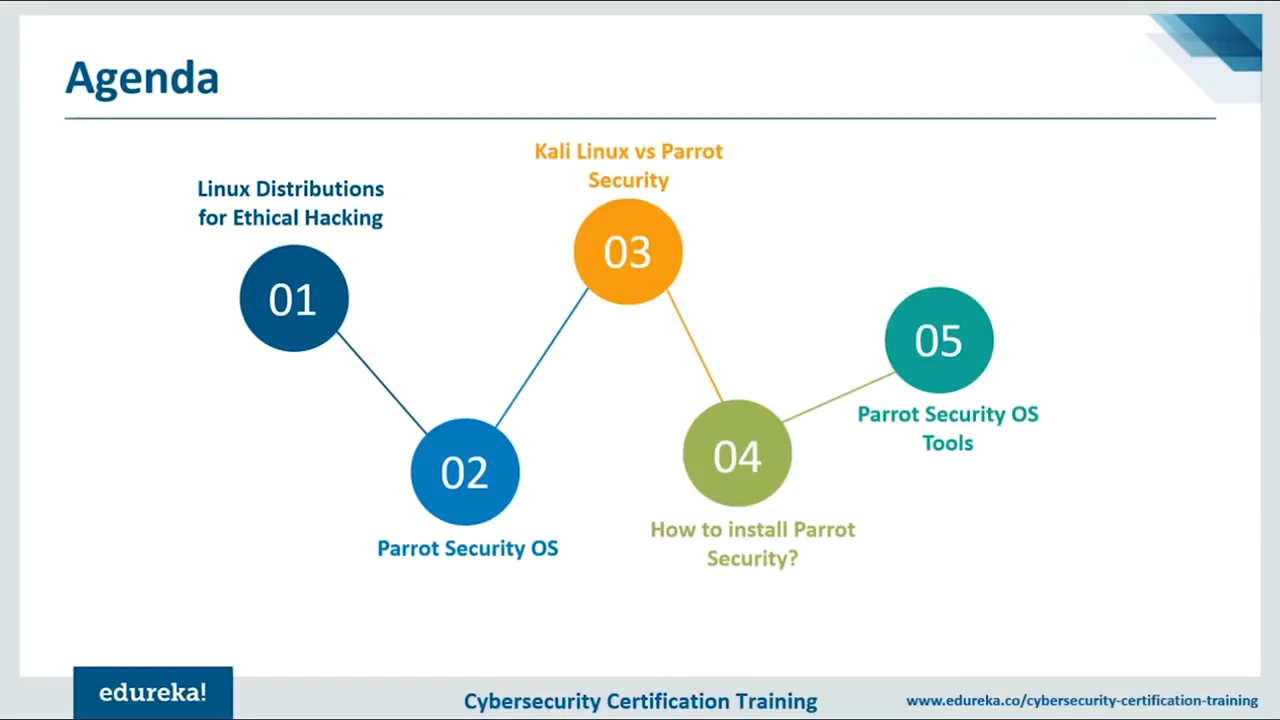 Agenda
Linux Distributions
for Ethical Hacking
01
02
Parrot Security OS
Kali Linux vs Parrot
Security
03
04
How to install Parrot
Security?
05
Parrot Security OS
Tools
edureka!
Cybersecurity Certification Training
www.edureka.co/cybersecurity-certification-training